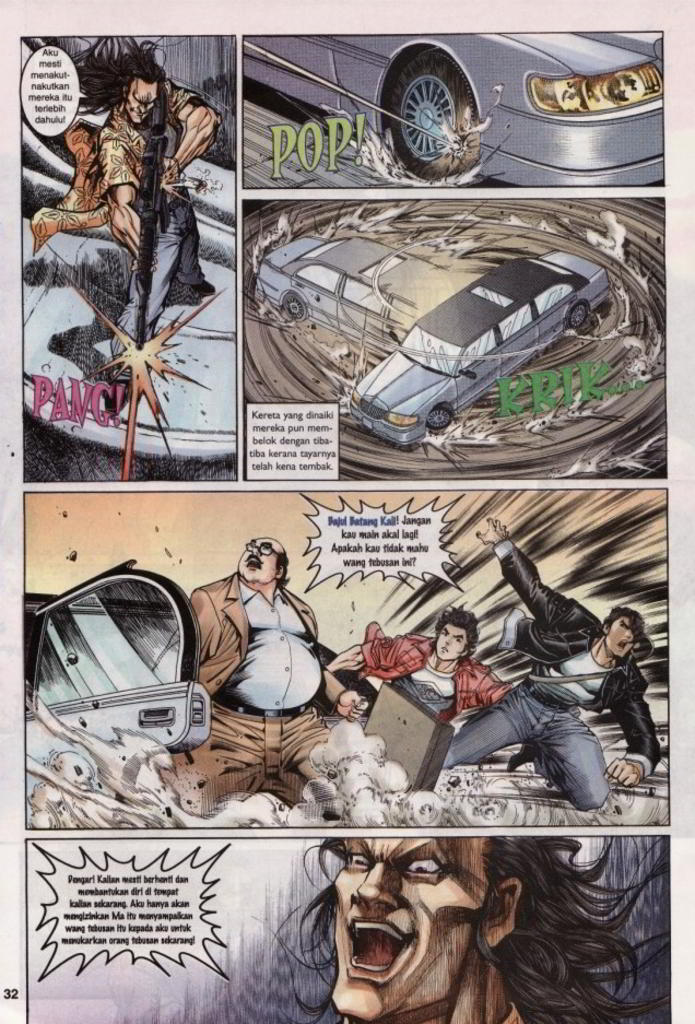 Aku
mesti
menakut-
nakutkan
mereka itu
terlebih
dahulu!
POP!
PANG!
KRIK....
Kereta yang dinaiki
mereka pun mem-
belok dengan tiba-
tiba kerana tayarnya
telah kena tembak.
Bajul Batang Kali! Jangan
kau main akal lagi!
Apakah kau tidak mahu
wang tebusan ini?
Dengar! Kalian mesti berhenti dan
membantukan diri di tempat
kalian sekarang. Aku hanya akan
mengizinkan Ma itu menyampaikan
wang tebusan itu kepada aku untuk
menukarkan orang tebusan sekarang!
32